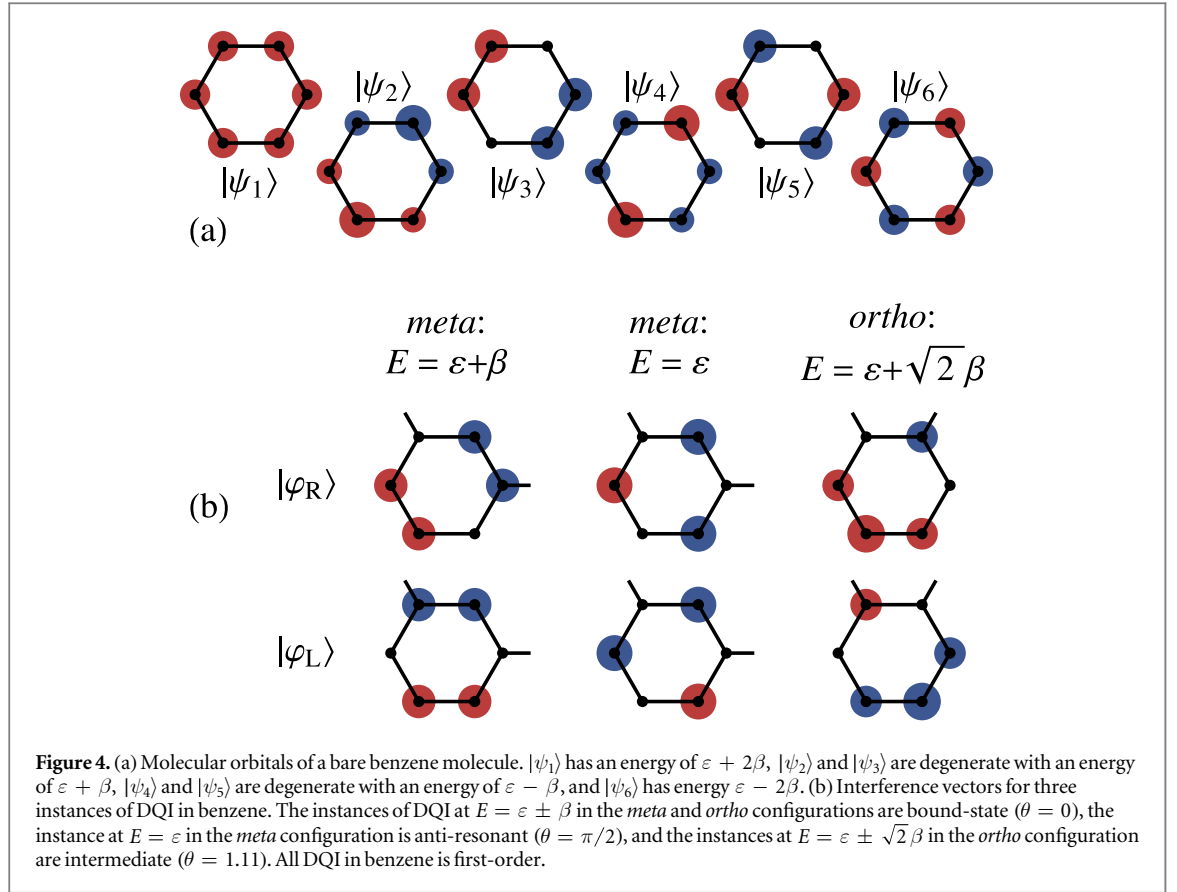 |ψ₁⟩ |ψ₂⟩ |ψ₃⟩ |ψ₄⟩ |ψ₅⟩ |ψ₆⟩
(a)
meta: meta: ortho:
E = ε+β E = ε E = ε+√2 β
|φ_R⟩
(b)
|φ_L⟩
Figure 4. (a) Molecular orbitals of a bare benzene molecule. |ψ₁⟩ has an energy of ε + 2β, |ψ₂⟩ and |ψ₃⟩ are degenerate with an energy
of ε + β, |ψ₄⟩ and |ψ₅⟩ are degenerate with an energy of ε − β, and |ψ₆⟩ has energy ε − 2β. (b) Interference vectors for three
instances of DQI in benzene. The instances of DQI at E = ε ± β in the meta and ortho configurations are bound-state (θ = 0), the
instance at E = ε in the meta configuration is anti-resonant (θ = π/2), and the instances at E = ε ± √2 β in the ortho configuration
are intermediate (θ = 1.11). All DQI in benzene is first-order.